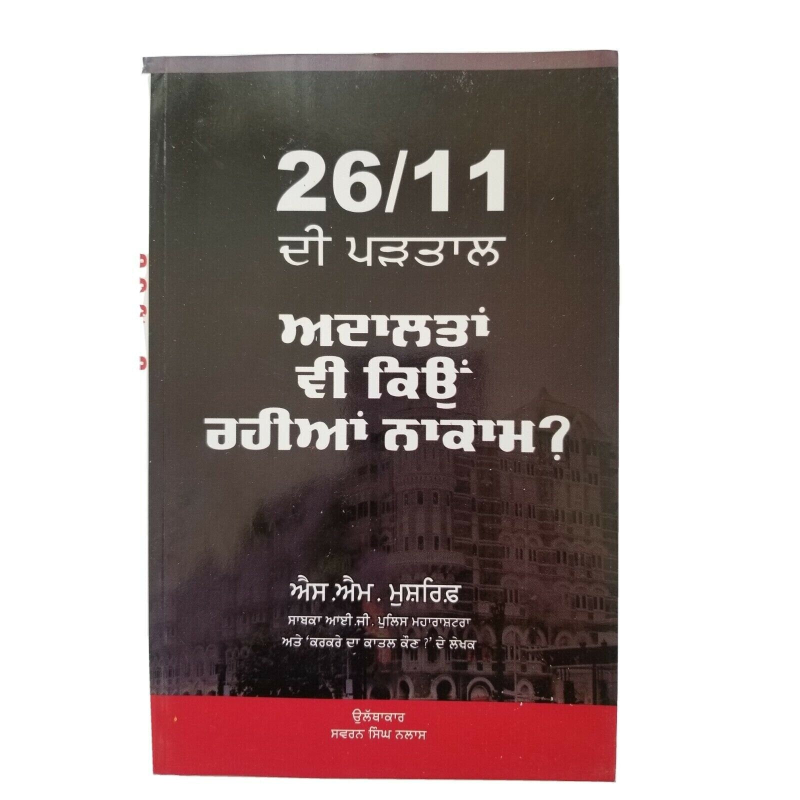 26/11
ਦੀ ਪੜਤਾਲ
ਅਦਾਲਤਾਂ
ਵੀ ਕਿਉਂ
ਰਹੀਆਂ ਨਾਕਾਮ?
ਐਸ.ਐਮ. ਮੁਸ਼ਰਿਫ਼
ਸਾਬਕਾ ਆਈ.ਜੀ. ਪੁਲਿਸ ਮਹਾਰਾਸ਼ਟਰਾ
ਅਤੇ 'ਕਰਕਰੇ ਦਾ ਕਾਤਲ ਕੌਣ ?' ਦੇ ਲੇਖਕ
ਉਲੱਥਾਕਾਰ
ਸਵਰਨ ਸਿੰਘ ਨਲਾਸ